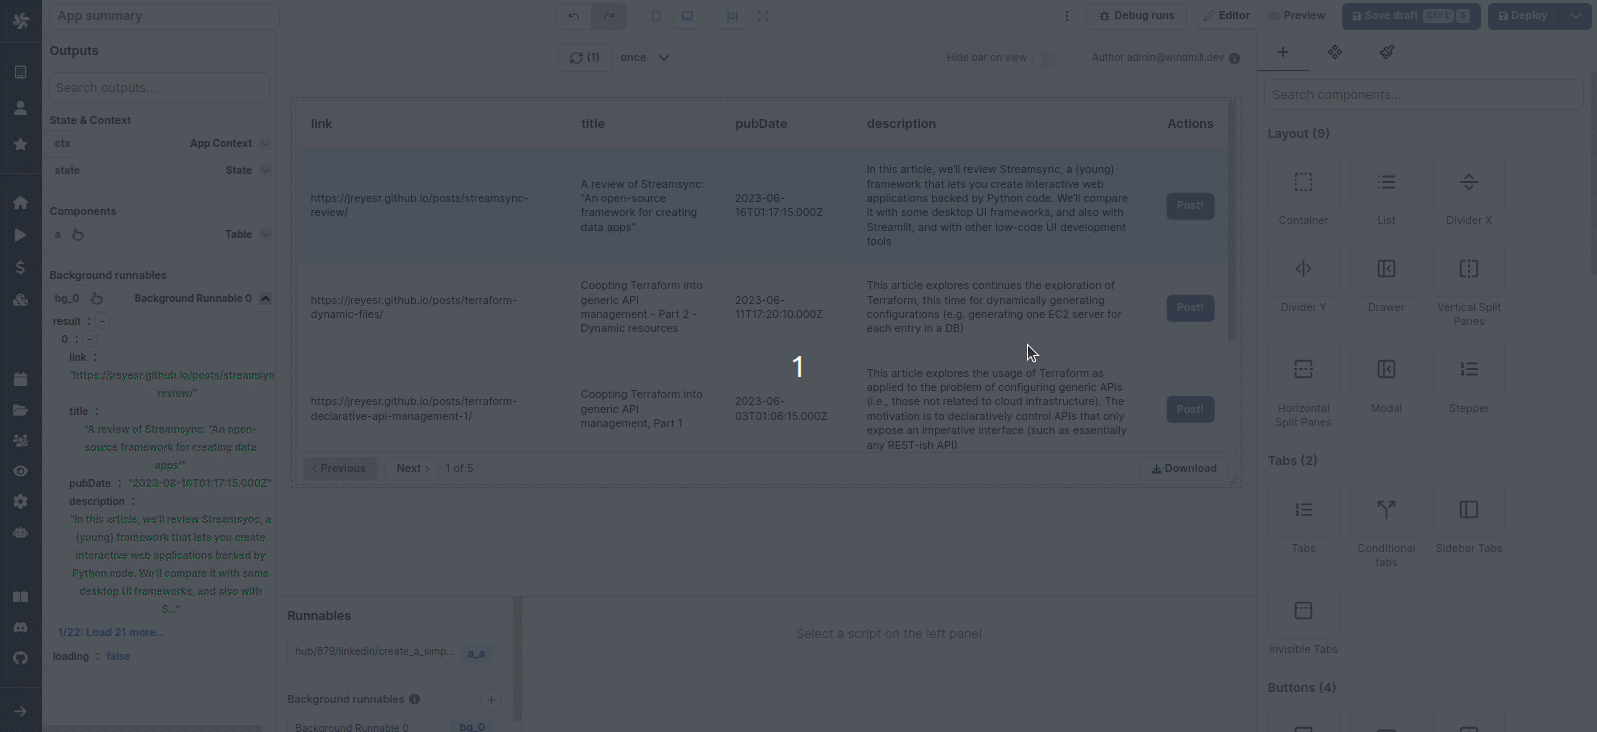 App summary
Debug runs
Editor
Preview
Save draft Ctrl S
Deploy
Outputs
Search outputs...
State & Context
ctx App Context
state State
Components
a Table
Background runnables
bg_0 Background Runnable 0
result : -
0 : -
link :
"https://jreyesr.github.io/posts/streamsyn
review/"
title :
"A review of Streamsync: "An open-
source framework for creating data
apps""
pubDate : "2023-06-16T01:17:15.000Z"
description :
"In this article, we'll review Streamsync, a
(young) framework that lets you create
interactive web applications backed by
Python code. We'll compare it with some
desktop UI frameworks, and also with
S..."
1/22: Load 21 more...
loading : false
(1) once
Hide bar on view
Author admin@windmill.dev
link title pubDate description Actions
https://jreyesr.github.io/posts/streamsync-
review/
A review of Streamsync:
"An open-source
framework for creating
data apps"
2023-06-
16T01:17:15.000Z
In this article, we'll review Streamsync, a (young)
framework that lets you create interactive web
applications backed by Python code. We'll compare
it with some desktop UI frameworks, and also with
Streamlit, and with other low-code UI development
tools
Post!
https://jreyesr.github.io/posts/terraform-
dynamic-files/
Coopting Terraform into
generic API
management - Part 2 -
Dynamic resources
2023-06-
11T17:20:10.000Z
This article explores continues the exploration of
Terraform, this time for dynamically generating
configurations (e.g. generating one EC2 server for
each entry in a DB)
Post!
1
https://jreyesr.github.io/posts/terraform-
declarative-api-management-1/
Coopting Terraform into
generic API
management, Part 1
2023-06-
03T01:06:15.000Z
This article explores the usage of Terraform as
applied to the problem of configuring generic APIs
(i.e., those not related to cloud infrastructure). The
motivation is to declaratively control APIs that only
expose an imperative interface (such as essentially
any REST-ish API)
Post!
Previous
Next
1 of 5
Download
Runnables
hub/879/linkedin/create_a_simp... a_a
Background runnables
Background Runnable 0 bg_0
Select a script on the left panel
Search components...
Layout (9)
Container
List
Divider X
Divider Y
Drawer
Vertical Split
Panes
Horizontal
Split Panes
Modal
Stepper
Tabs (2)
Tabs
Conditional
tabs
Sidebar Tabs
Invisible Tabs
Buttons (4)